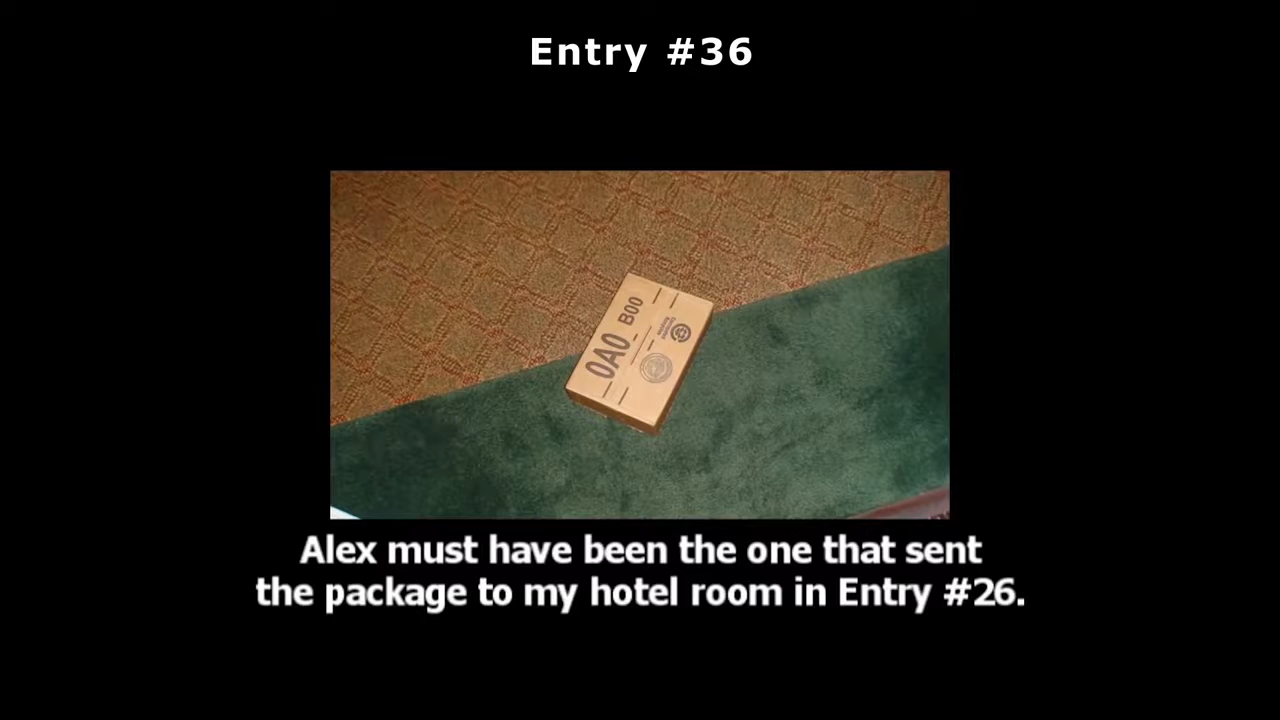 Entry #36
0A0 B00
Alex must have been the one that sent
the package to my hotel room in Entry #26.